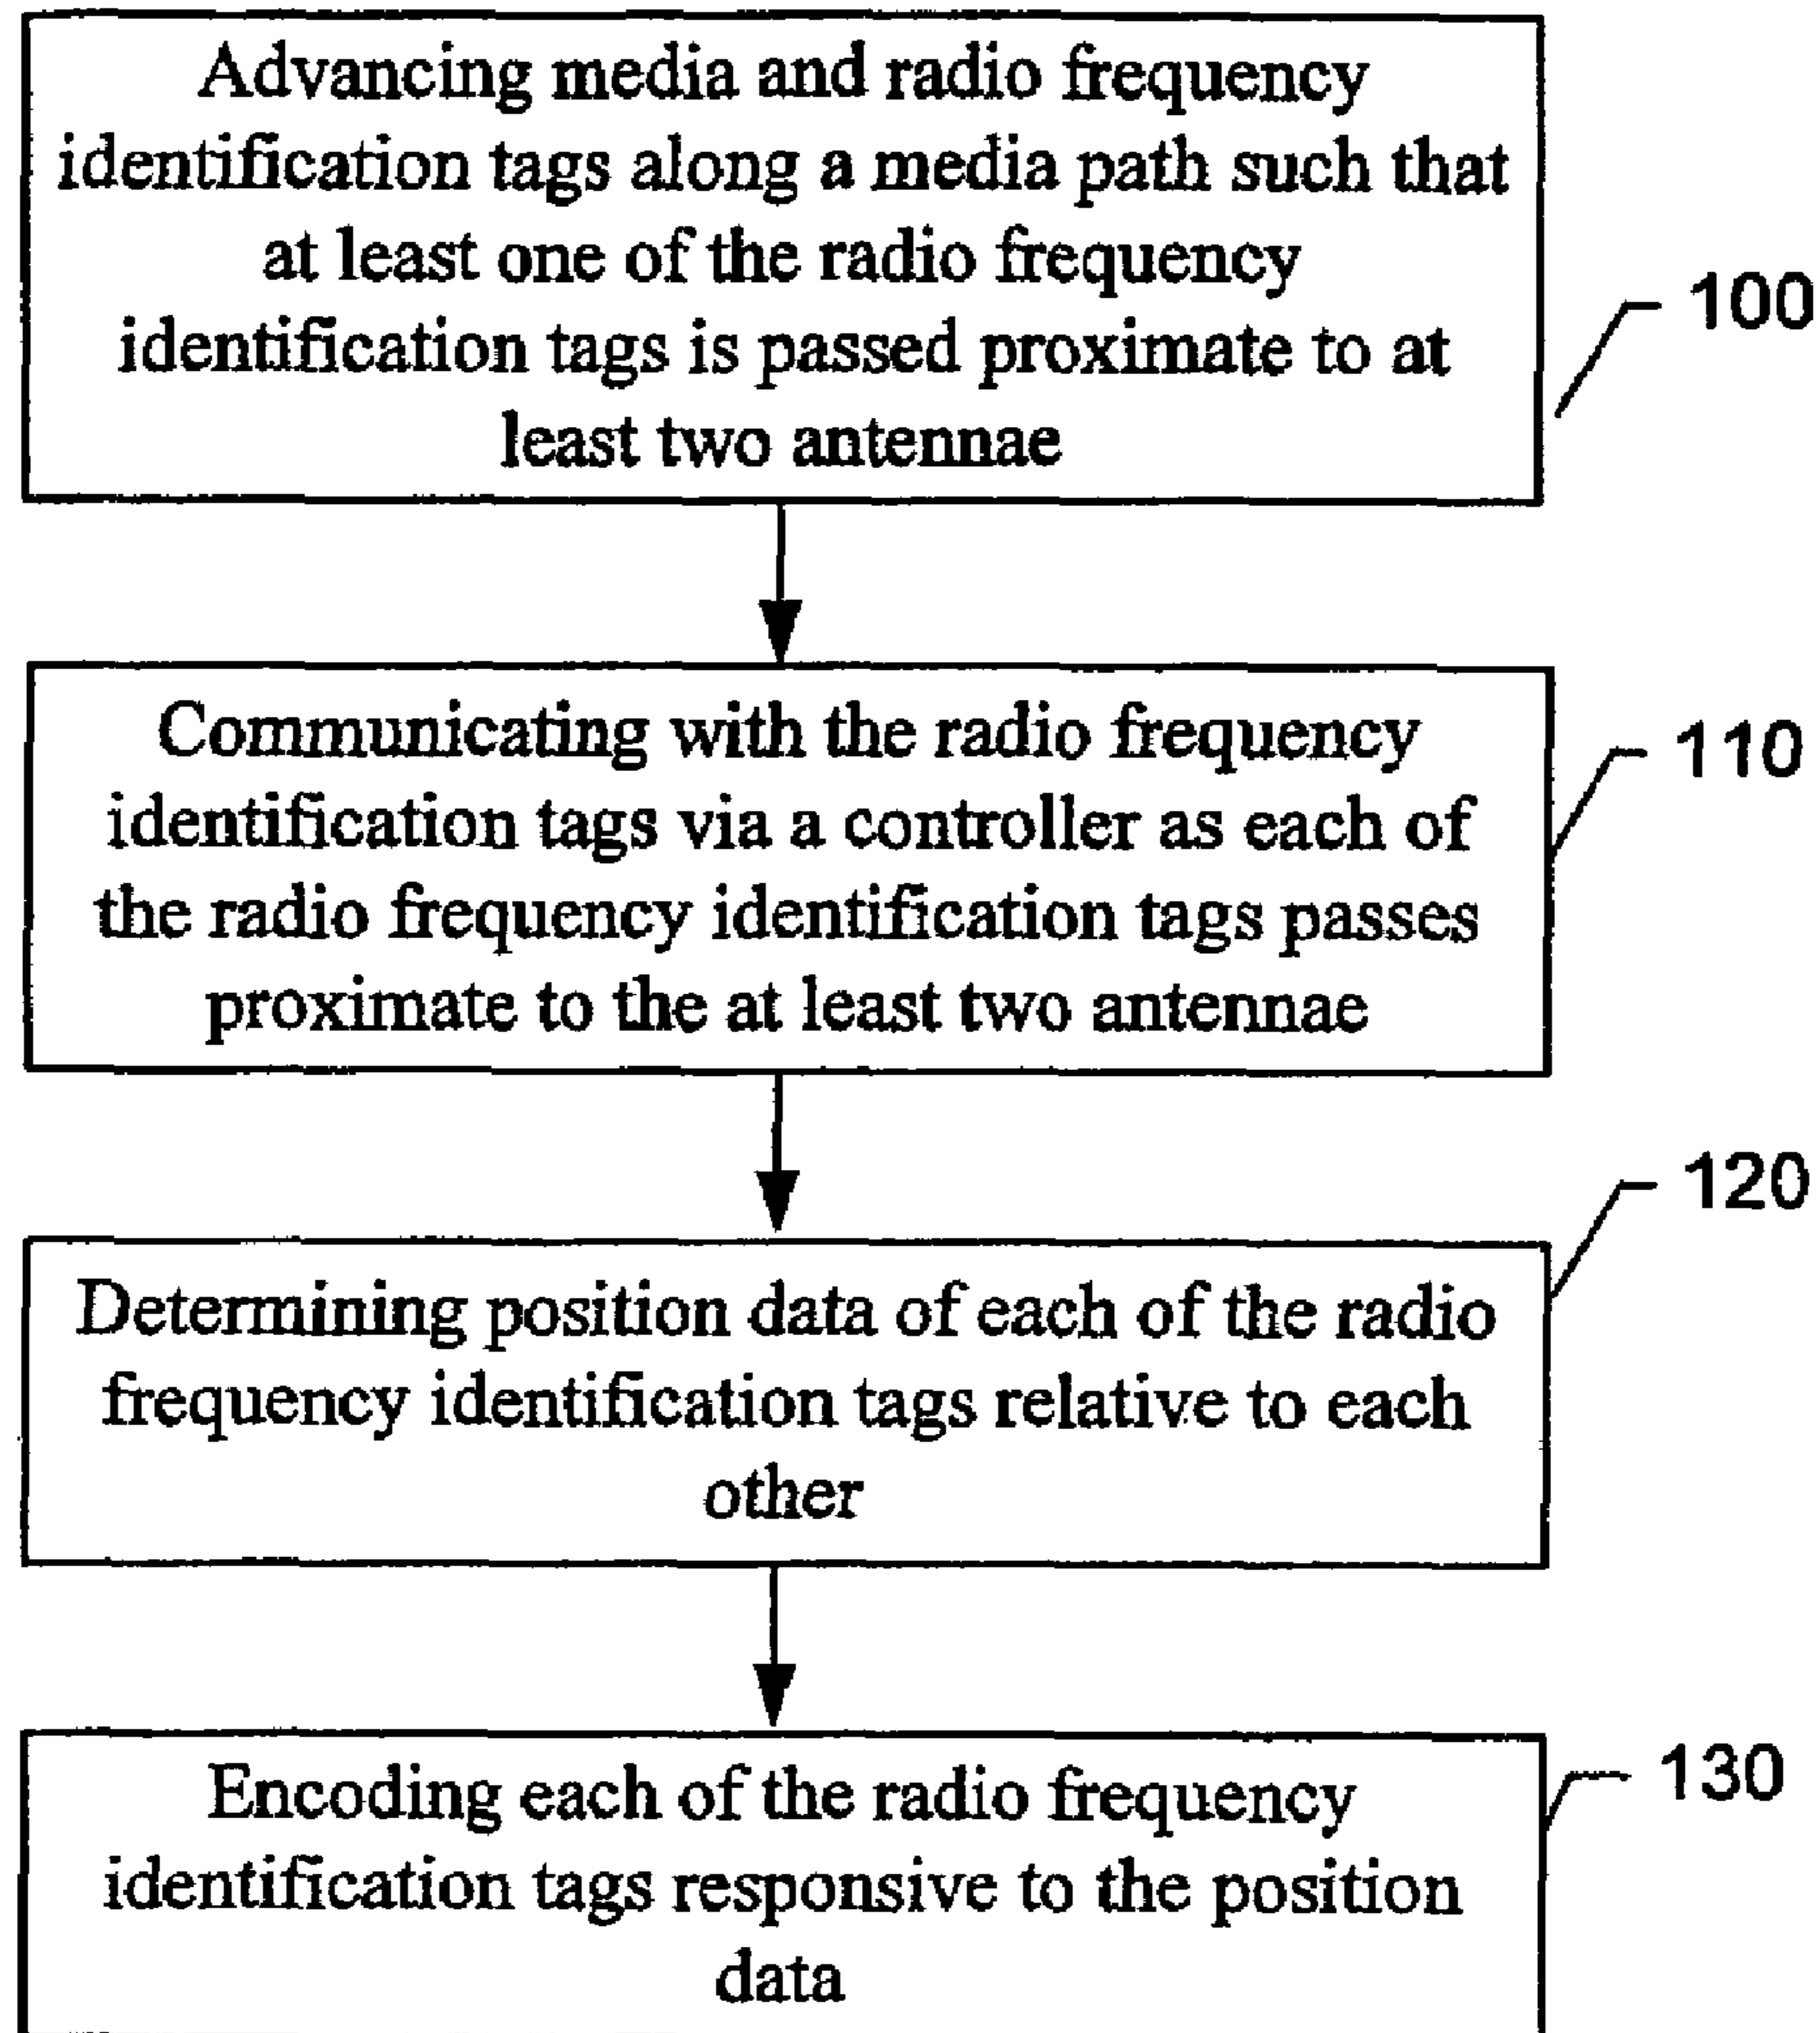 Advancing media and radio frequency
identification tags along a media path such that
at least one of the radio frequency
identification tags is passed proximate to at
least two antennae
100
Communicating with the radio frequency
identification tags via a controller as each of
the radio frequency identification tags passes
proximate to the at least two antennae
110
120
Determining position data of each of the radio
frequency identification tags relative to each
other
Encoding each of the radio frequency
identification tags responsive to the position
data
130